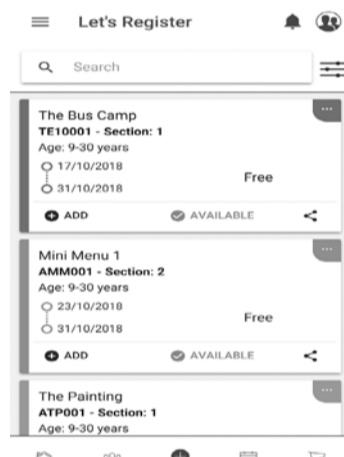 Let's Register
Search
The Bus Camp
TE10001 - Section: 1
Age: 9-30 years
17/10/2018
Free
31/10/2018
ADD AVAILABLE
Mini Menu 1
AMM001 - Section: 2
Age: 9-30 years
23/10/2018
Free
31/10/2018
ADD AVAILABLE
The Painting
ATP001 - Section: 1
Age: 9-30 years